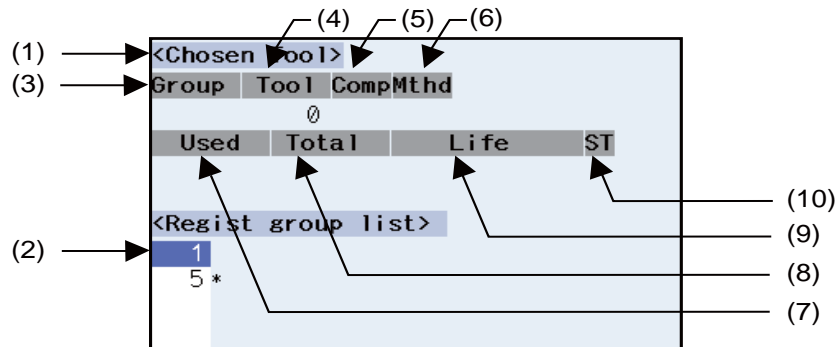 (4) (5) (6)
(1) <Chosen Tool>
(3) Group Tool Comp Mthd
0
Used Total Life ST
(10)
<Regist group list>
(9)
(2) 1
(8)
5 *
(7)